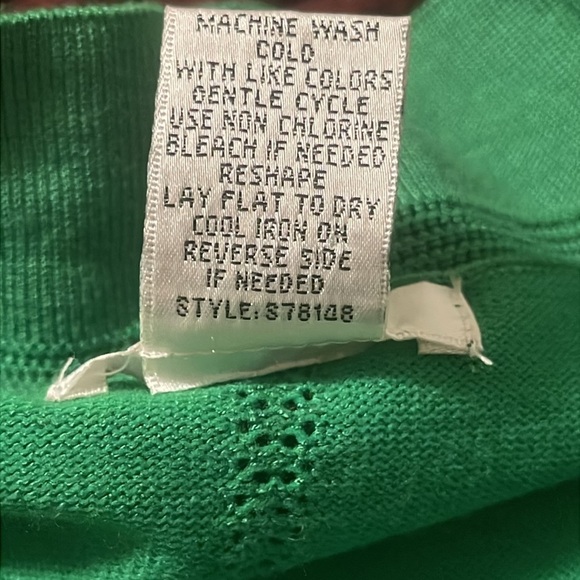 MACHINE WASH
COLD
WITH LIKE COLORS
GENTLE CYCLE
USE NON CHLORINE
BLEACH IF NEEDED
RESHAPE
LAY FLAT TO DRY
COOL IRON ON
REVERSE SIDE
IF NEEDED
STYLE: S78148